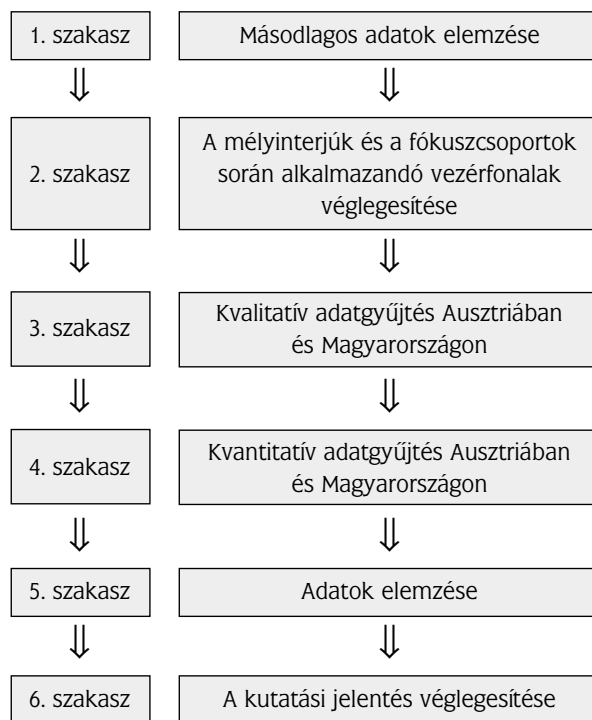 1. szakasz
Másodlagos adatok elemzése
⇓ ⇓
2. szakasz
A mélyinterjúk és a fókuszcsoportok
során alkalmazandó vezérfonalak
véglegesítése
⇓ ⇓
3. szakasz
Kvalitatív adatgyűjtés Ausztriában
és Magyarországon
⇓ ⇓
4. szakasz
Kvantitatív adatgyűjtés Ausztriában
és Magyarországon
⇓ ⇓
5. szakasz
Adatok elemzése
⇓ ⇓
6. szakasz
A kutatási jelentés véglegesítése